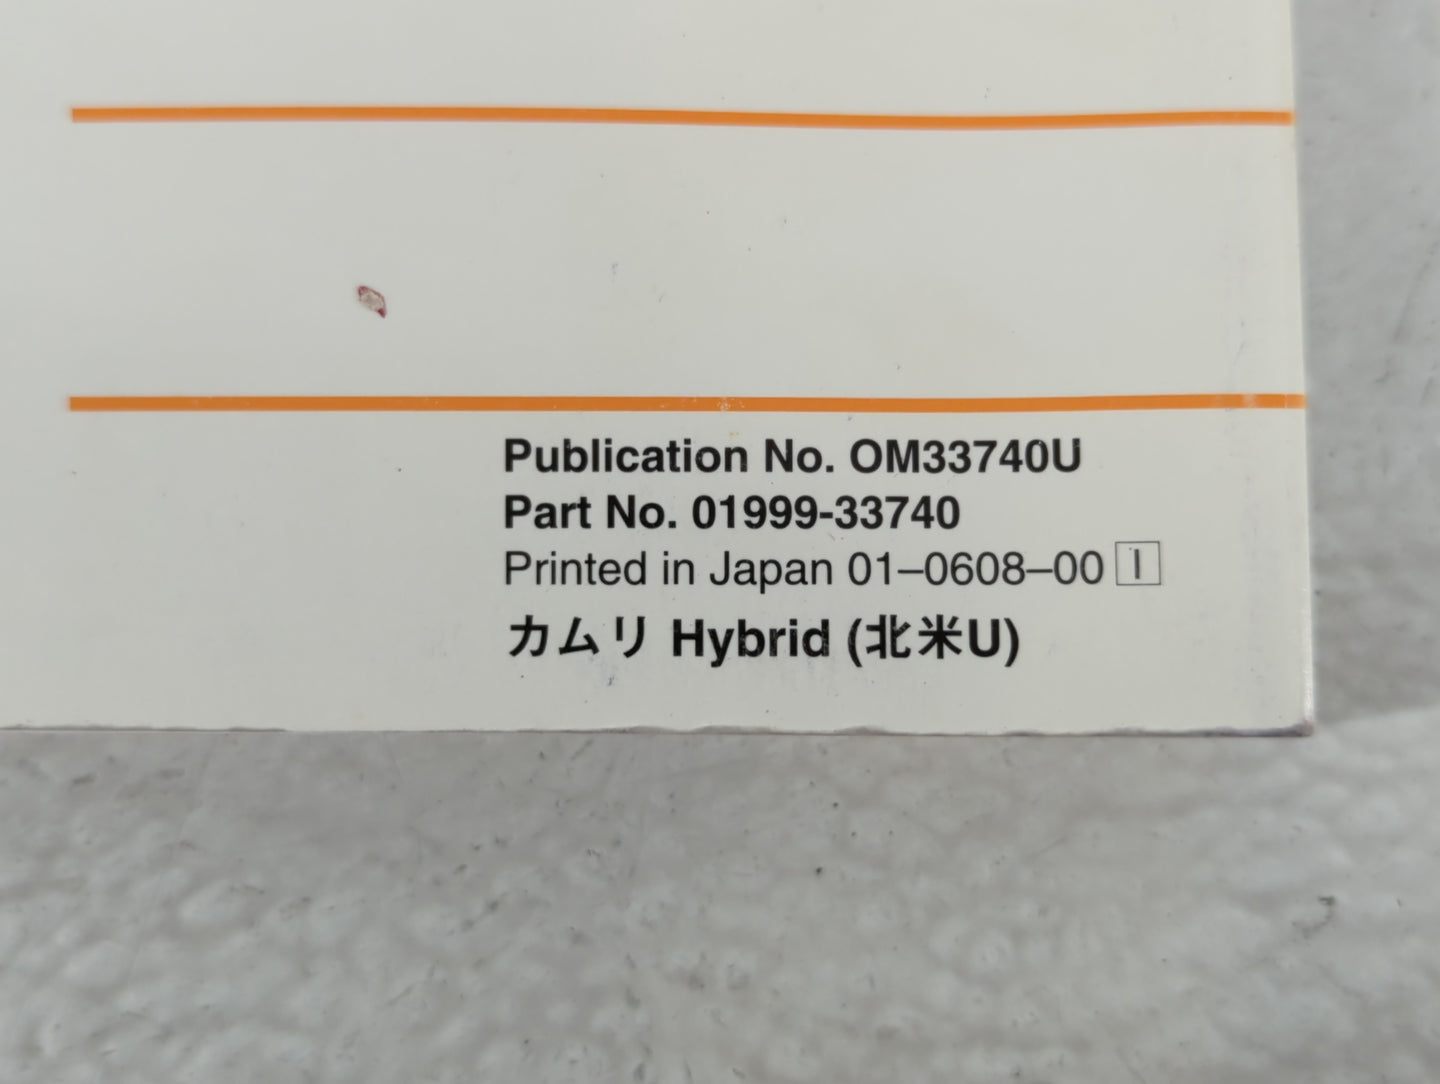 Publication No. OM33740U
Part No. 01999-33740
Printed in Japan 01–0608–00 I
カムリ Hybrid (北米U)